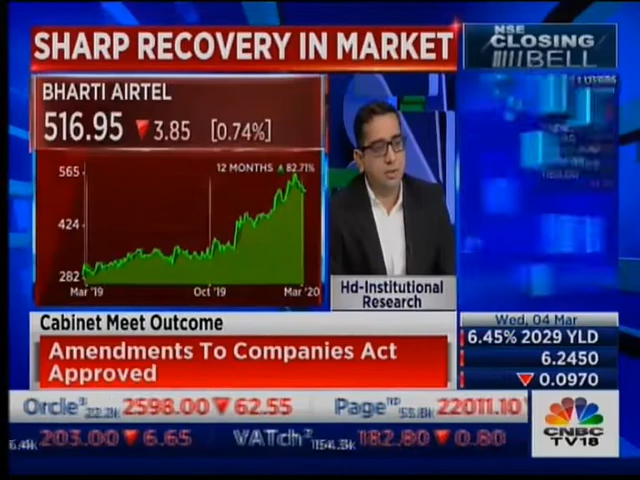 SHARP RECOVERY IN MARKET
NSE
CLOSING
BELL
BHARTI AIRTEL
516.95 ▼ 3.85 [0.74%]
12 MONTHS ▲ 82.71%
565
424
282
Mar '19 Oct '19 Mar '20
Hd-Institutional
Research
Cabinet Meet Outcome
Amendments To Companies Act
Approved
Wed, 04 Mar
6.45% 2029 YLD
6.2450
▼ 0.0970
2598.00 ▼ 62.55 Page 22011.10
203.00 ▼ 6.65 VATch 182.80 ▼ 0.80
CNBC
TV18